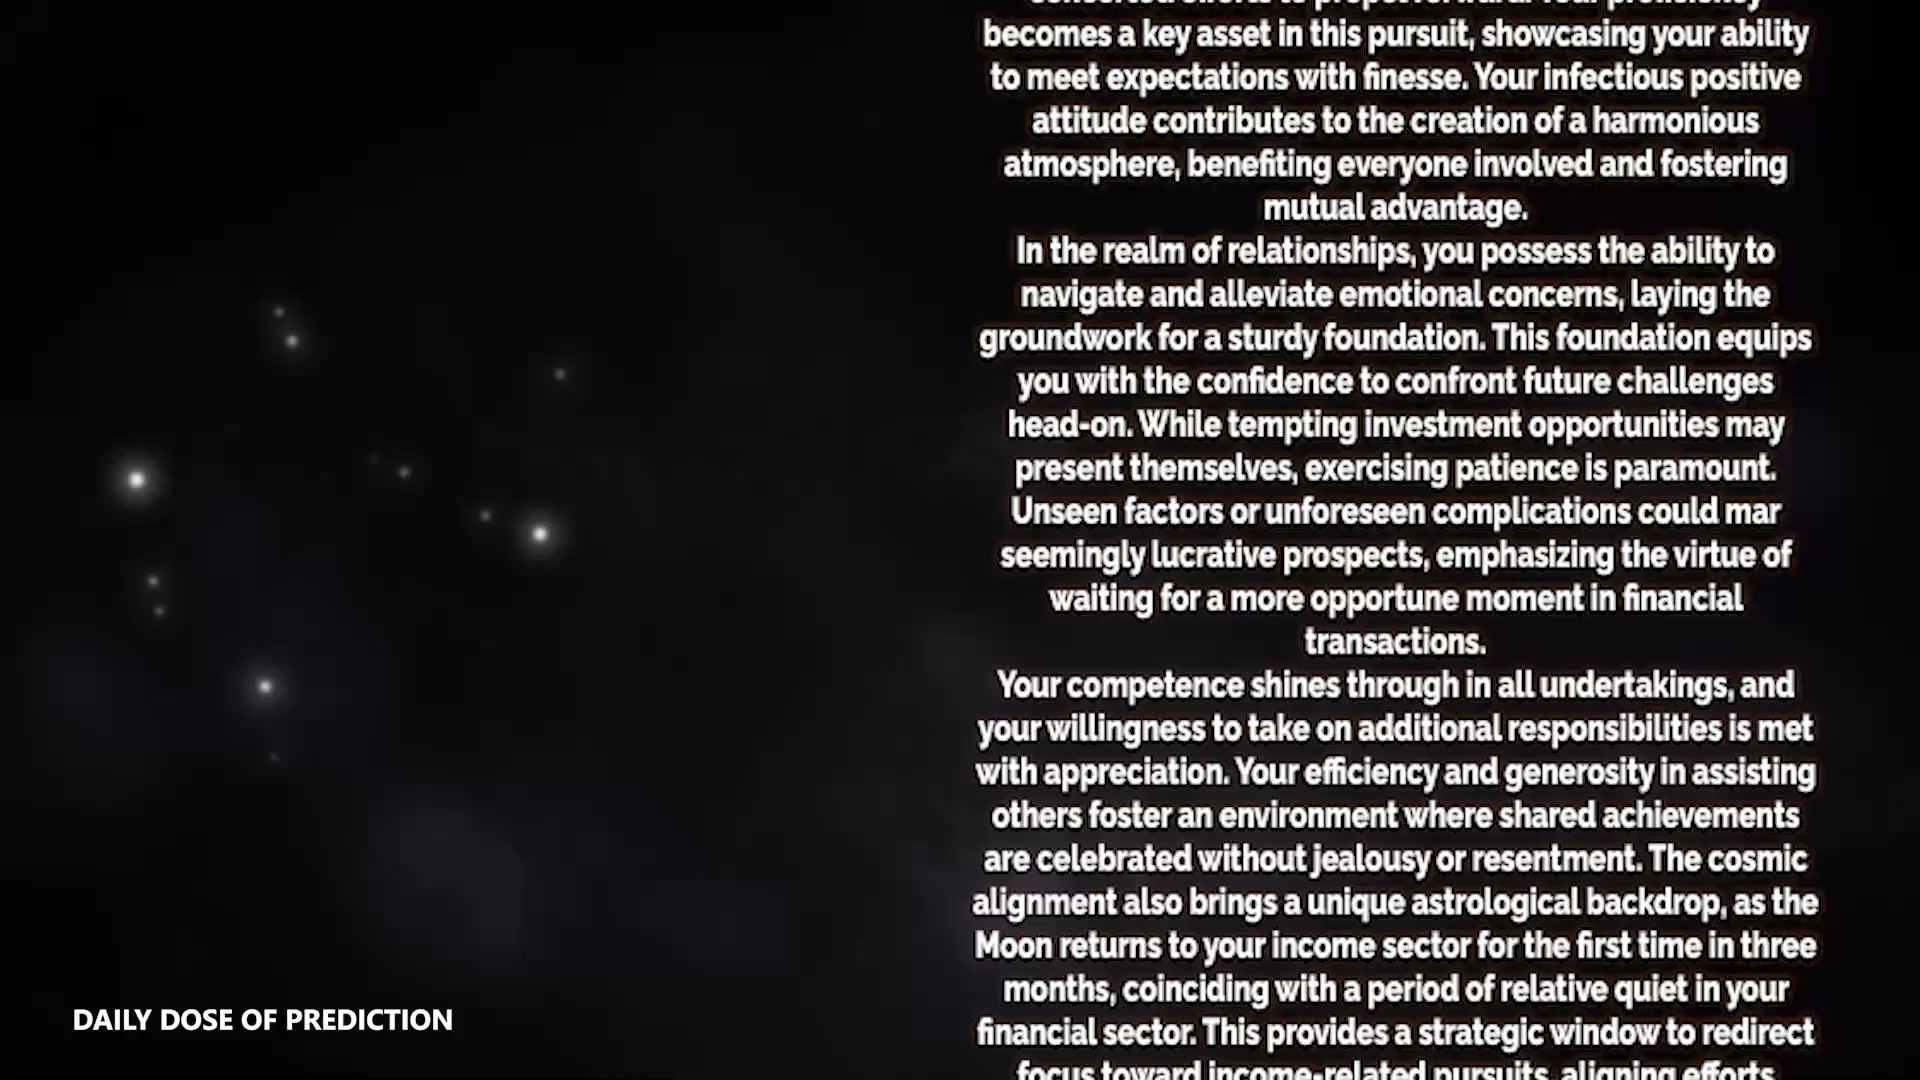 becomes a key asset in this pursuit, showcasing your ability
to meet expectations with finesse. Your infectious positive
attitude contributes to the creation of a harmonious
atmosphere, benefiting everyone involved and fostering
mutual advantage.
In the realm of relationships, you possess the ability to
navigate and alleviate emotional concerns, laying the
groundwork for a sturdy foundation. This foundation equips
you with the confidence to confront future challenges
head-on. While tempting investment opportunities may
present themselves, exercising patience is paramount.
Unseen factors or unforeseen complications could mar
seemingly lucrative prospects, emphasizing the virtue of
waiting for a more opportune moment in financial
transactions.
Your competence shines through in all undertakings, and
your willingness to take on additional responsibilities is met
with appreciation. Your efficiency and generosity in assisting
others foster an environment where shared achievements
are celebrated without jealousy or resentment. The cosmic
alignment also brings a unique astrological backdrop, as the
Moon returns to your income sector for the first time in three
months, coinciding with a period of relative quiet in your
financial sector. This provides a strategic window to redirect
focus toward income-related pursuits, aligning efforts
DAILY DOSE OF PREDICTION